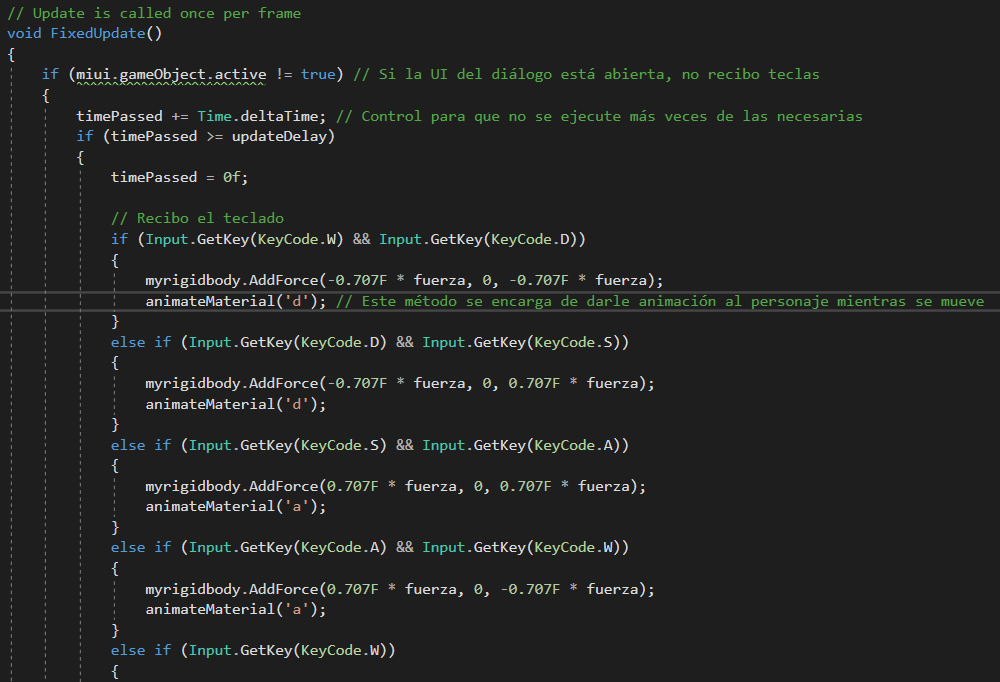 // Update is called once per frame
void FixedUpdate()
{
if (miui.gameObject.active != true) // Si la UI del diálogo está abierta, no recibo teclas
{
timePassed += Time.deltaTime; // Control para que no se ejecute más veces de las necesarias
if (timePassed >= updateDelay)
{
timePassed = 0f;
// Recibo el teclado
if (Input.GetKey(KeyCode.W) && Input.GetKey(KeyCode.D))
{
myrigidbody.AddForce(-0.707F * fuerza, 0, -0.707F * fuerza);
animateMaterial('d'); // Este método se encarga de darle animación al personaje mientras se mueve
}
else if (Input.GetKey(KeyCode.D) && Input.GetKey(KeyCode.S))
{
myrigidbody.AddForce(-0.707F * fuerza, 0, 0.707F * fuerza);
animateMaterial('d');
}
else if (Input.GetKey(KeyCode.S) && Input.GetKey(KeyCode.A))
{
myrigidbody.AddForce(0.707F * fuerza, 0, 0.707F * fuerza);
animateMaterial('a');
}
else if (Input.GetKey(KeyCode.A) && Input.GetKey(KeyCode.W))
{
myrigidbody.AddForce(0.707F * fuerza, 0, -0.707F * fuerza);
animateMaterial('a');
}
else if (Input.GetKey(KeyCode.W))
{